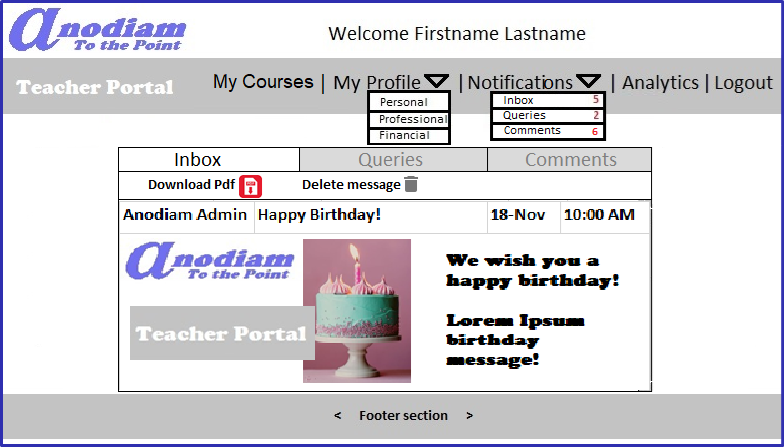 Anodiam
To the Point
Welcome Firstname Lastname
Teacher Portal
My Courses | My Profile | Notifications | Analytics | Logout
Personal
Professional
Financial
Inbox 5
Queries 2
Comments 6
Inbox Queries Comments
Download Pdf Delete message
Anodiam Admin Happy Birthday! 18-Nov 10:00 AM
Anodiam
To the Point
Teacher Portal
We wish you a
happy birthday!
Lorem Ipsum
birthday
message!
< Footer section >